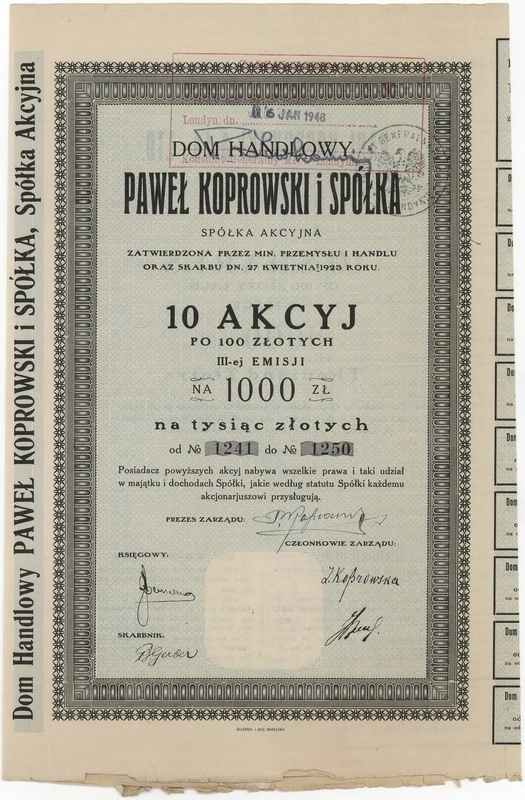 Londyn, dn.
6 JAN 1948
DOM HANDLOWY
PAWEŁ KOPROWSKI i SPÓŁKA
SPÓŁKA AKCYJNA
ZATWIERDZONA PRZEZ MIN. PRZEMYSŁU I HANDLU
ORAZ SKARBU DN. 27 KWIETNIA 1923 ROKU.
10 AKCYJ
PO 100 ZŁOTYCH
III-ej EMISJI
NA 1000 ZŁ
na tysiąc złotych
od № 1241 do № 1250
Posiadacz powyższych akcyj nabywa wszelkie prawa i taki udział
w majątku i dochodach Spółki, jakie według statutu Spółki każdemu
akcjonarjuszowi przysługują.
PREZES ZARZĄDU:
CZŁONKOWIE ZARZĄDU:
KSIĘGOWY:
J. Koprowska
SKARBNIK:
Gerber
Dom Handlowy PAWEŁ KOPROWSKI i SPÓŁKA, Spółka Akcyjna